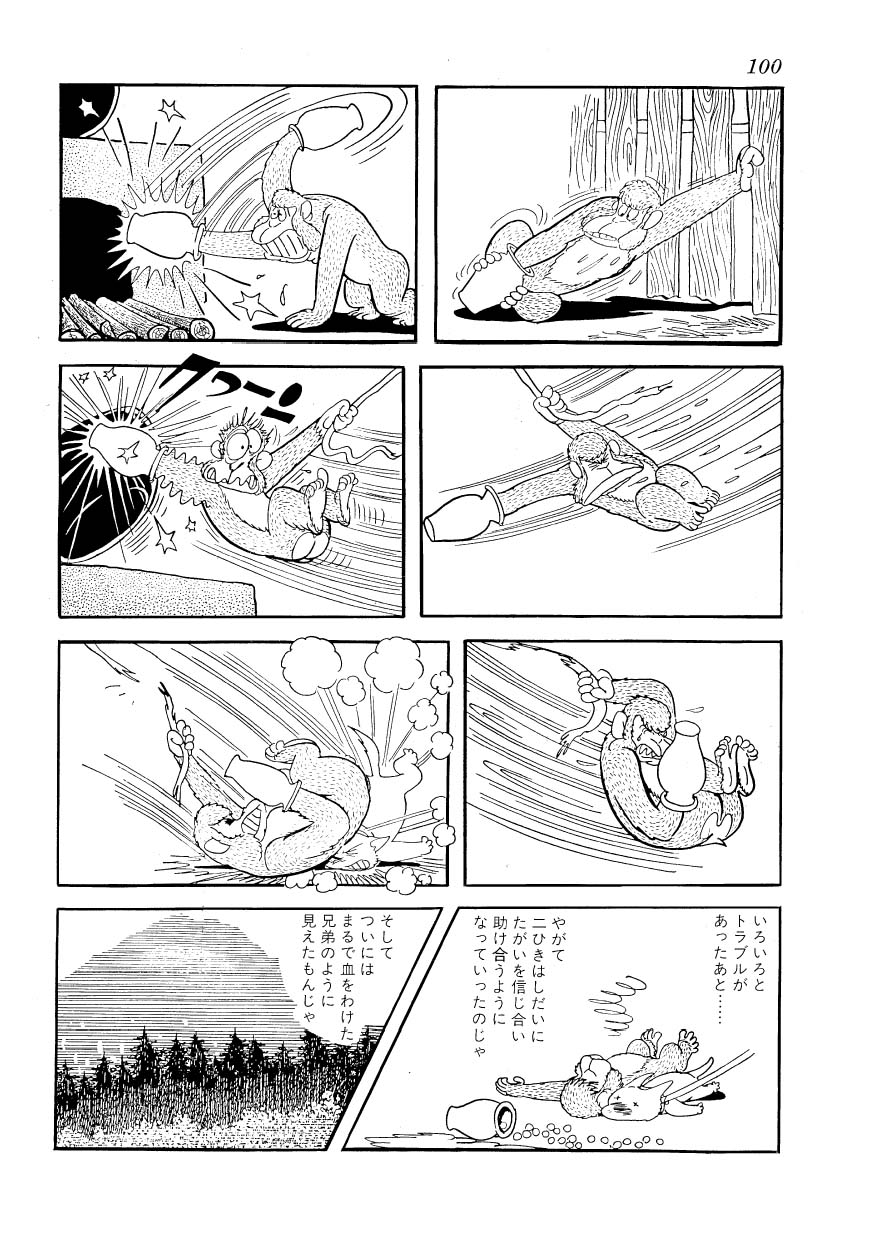 100
クワーッ!
いろいろと
トラブルが
あったあと……
やがて
二ひきはしだいに
たがいを信じ合い
助け合うように
なっていったのじゃ
そして
ついには
まるで血をわけた
兄弟のように
見えたもんじゃ